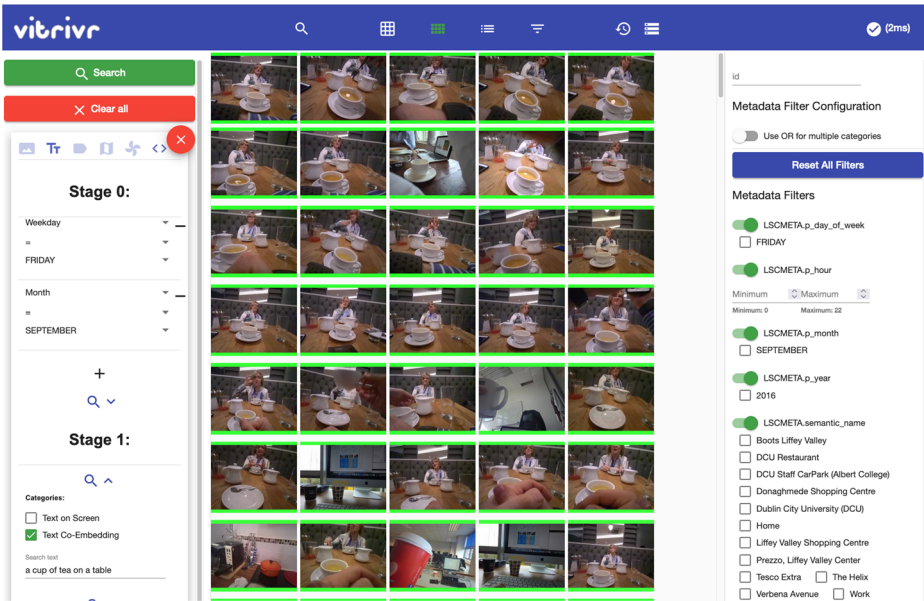 vitrivr
(2ms)
Search
Clear all
Stage 0:
Weekday
=
FRIDAY
Month
=
SEPTEMBER
+
Stage 1:
Categories:
Text on Screen
Text Co-Embedding
Search text
a cup of tea on a table
id
Metadata Filter Configuration
Use OR for multiple categories
Reset All Filters
Metadata Filters
LSCMETA.p_day_of_week
FRIDAY
LSCMETA.p_hour
Minimum Maximum
Minimum: 0 Maximum: 22
LSCMETA.p_month
SEPTEMBER
LSCMETA.p_year
2016
LSCMETA.semantic_name
Boots Liffey Valley
DCU Restaurant
DCU Staff CarPark (Albert College)
Donaghmede Shopping Centre
Dublin City University (DCU)
Home
Liffey Valley Shopping Centre
Prezzo, Liffey Valley Center
Tesco Extra The Helix
Verbena Avenue Work